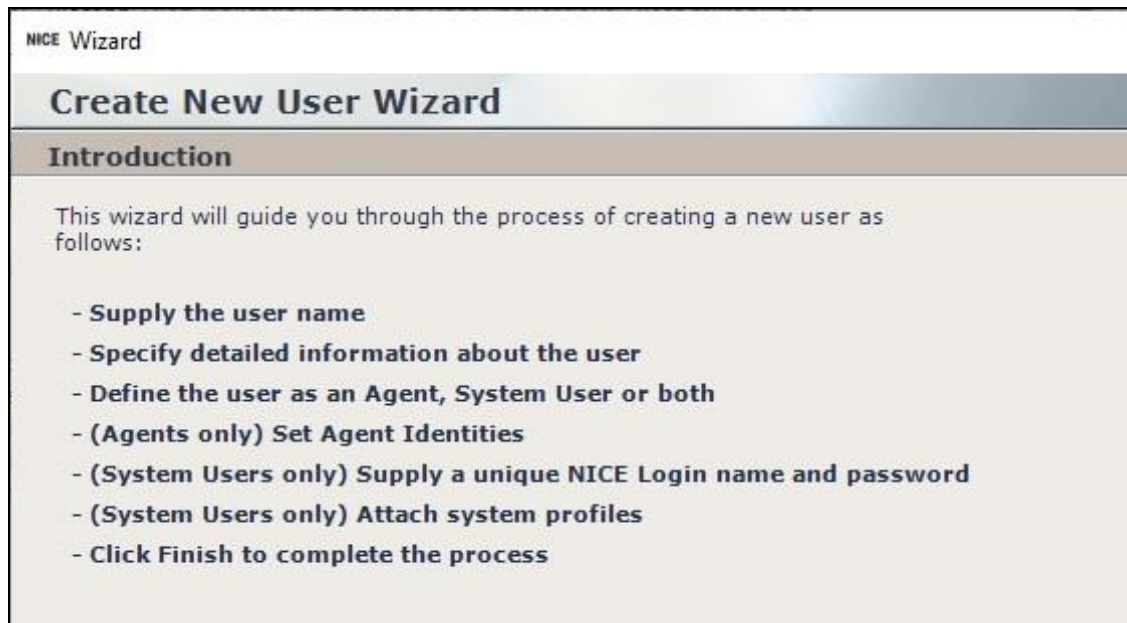 NICE Wizard
Create New User Wizard
Introduction
This wizard will guide you through the process of creating a new user as
follows:
- Supply the user name
- Specify detailed information about the user
- Define the user as an Agent, System User or both
- (Agents only) Set Agent Identities
- (System Users only) Supply a unique NICE Login name and password
- (System Users only) Attach system profiles
- Click Finish to complete the process